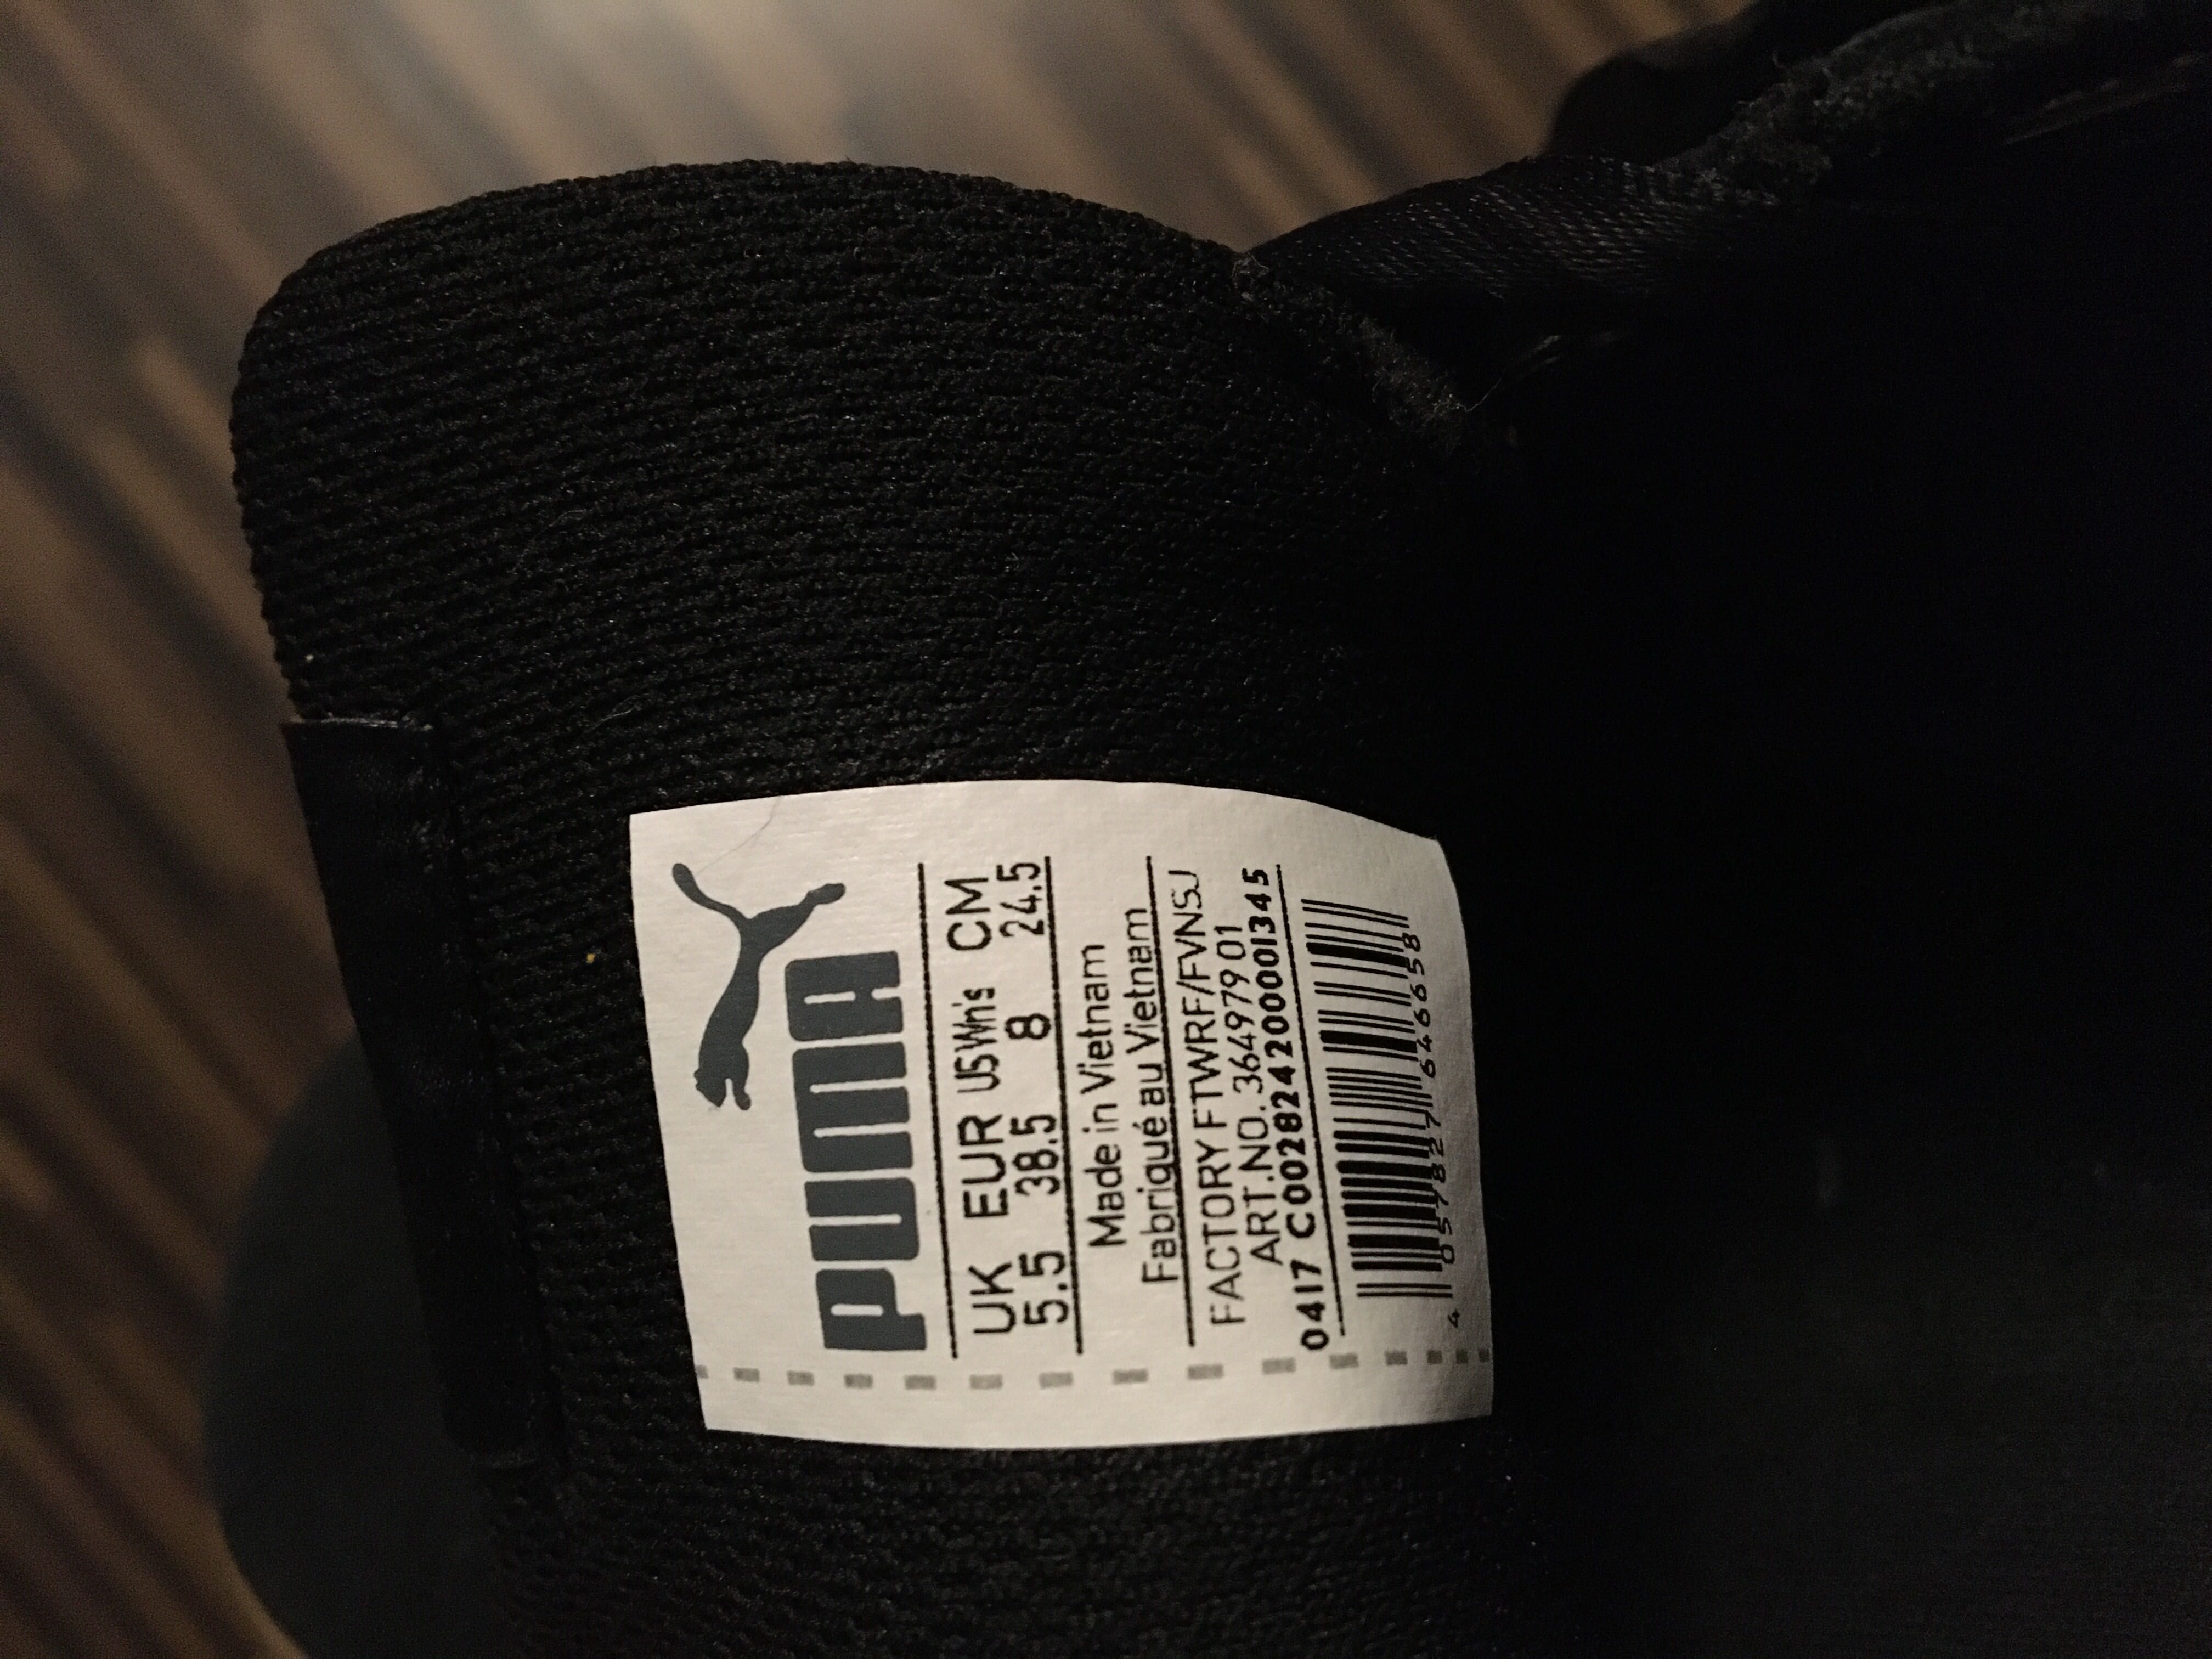 PUMA
UK EUR US Wn's CM
5.5 38.5 8 24.5
Made in Vietnam
Fabriqué au Vietnam
FACTORY FTWRF/FVNSJ
ART.NO. 364979 01
0417 C002824200001345
4 057827 646658